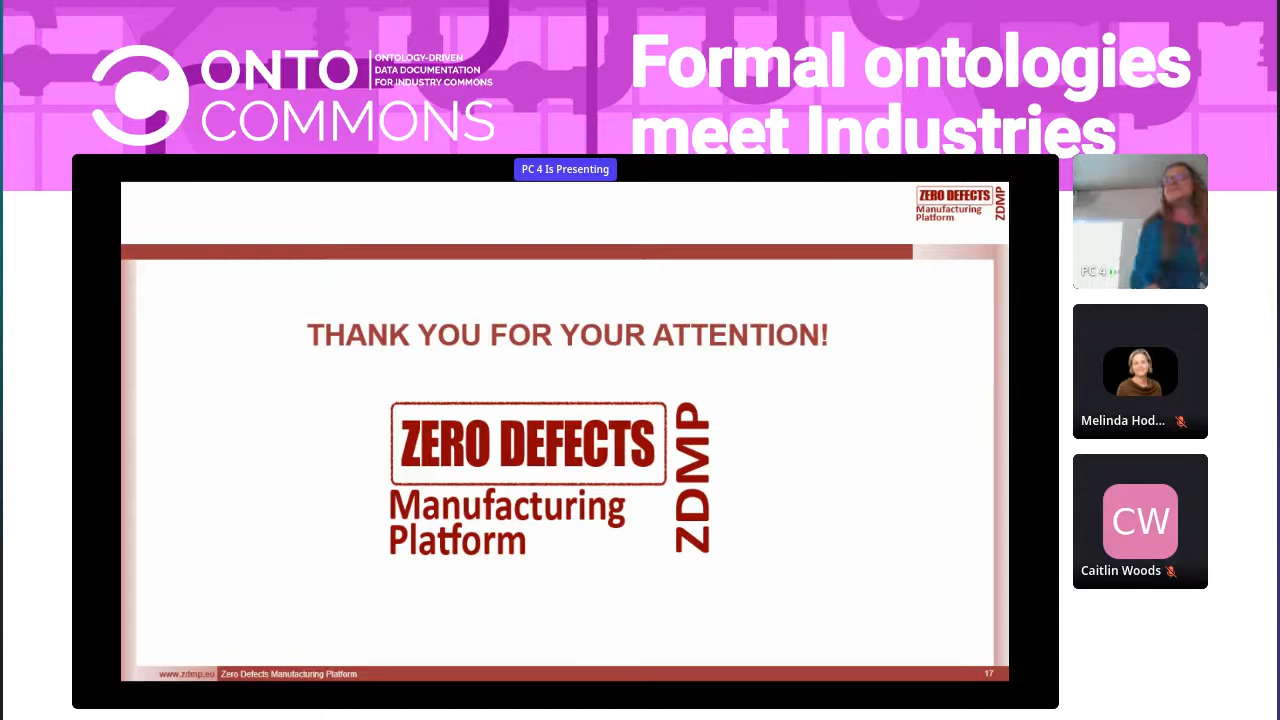 ONTO
COMMONS
ONTOLOGY-DRIVEN
DATA DOCUMENTATION
FOR INDUSTRY COMMONS
Formal ontologies
meet Industries
PC 4 Is Presenting
ZERO DEFECTS
Manufacturing
Platform
ZDMP
THANK YOU FOR YOUR ATTENTION!
ZERO DEFECTS
Manufacturing
Platform
ZDMP
www.zdmp.eu Zero Defects Manufacturing Platform 17
PC 4
Melinda Hod...
CW
Caitlin Woods